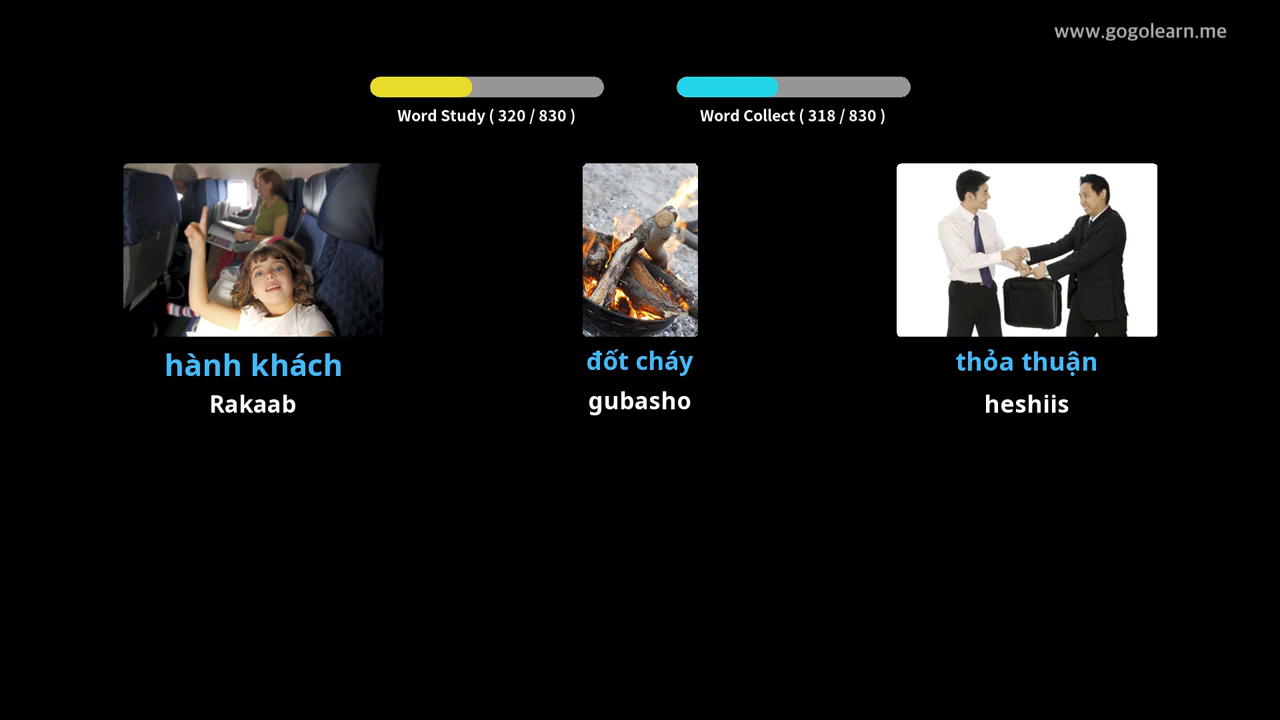 www.gogolearn.me
Word Study ( 320 / 830 )
Word Collect ( 318 / 830 )
hành khách
Rakaab
đốt cháy
gubasho
thỏa thuận
heshiis